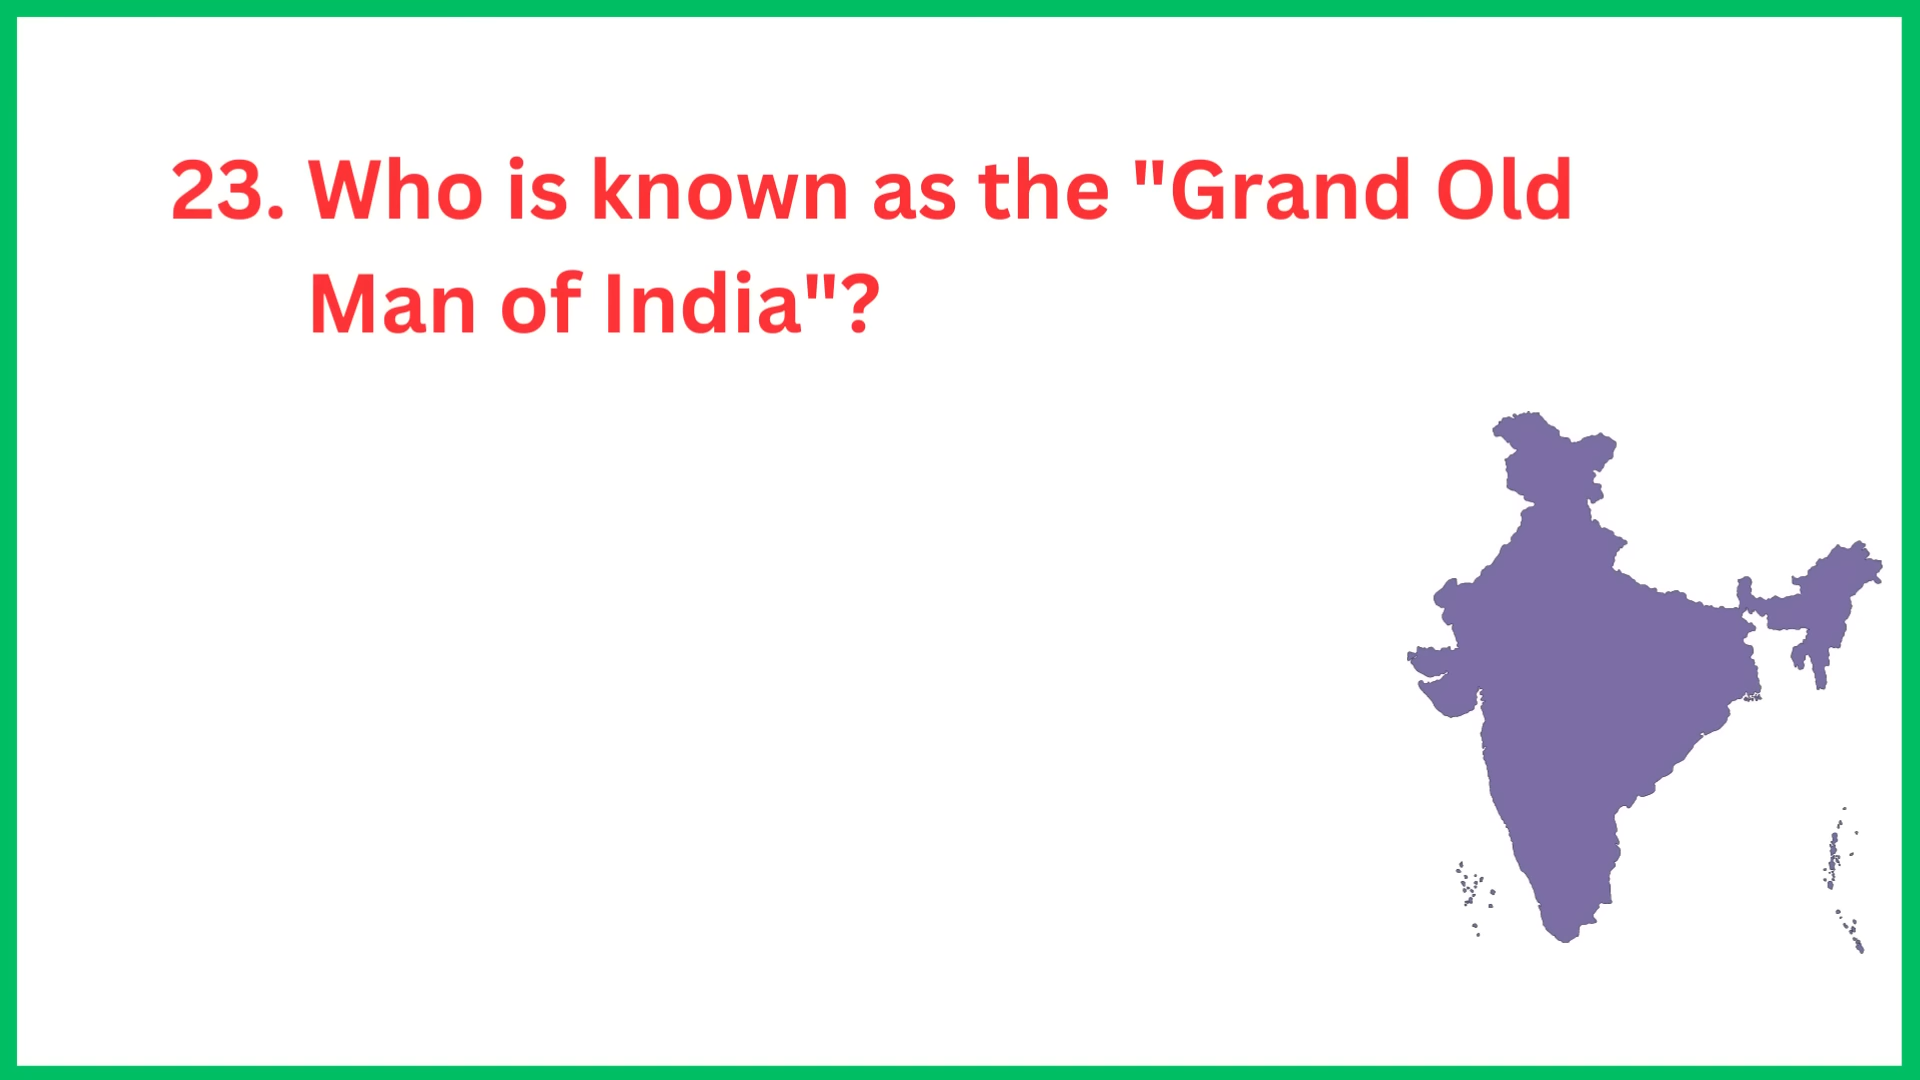 23. Who is known as the "Grand Old
Man of India"?